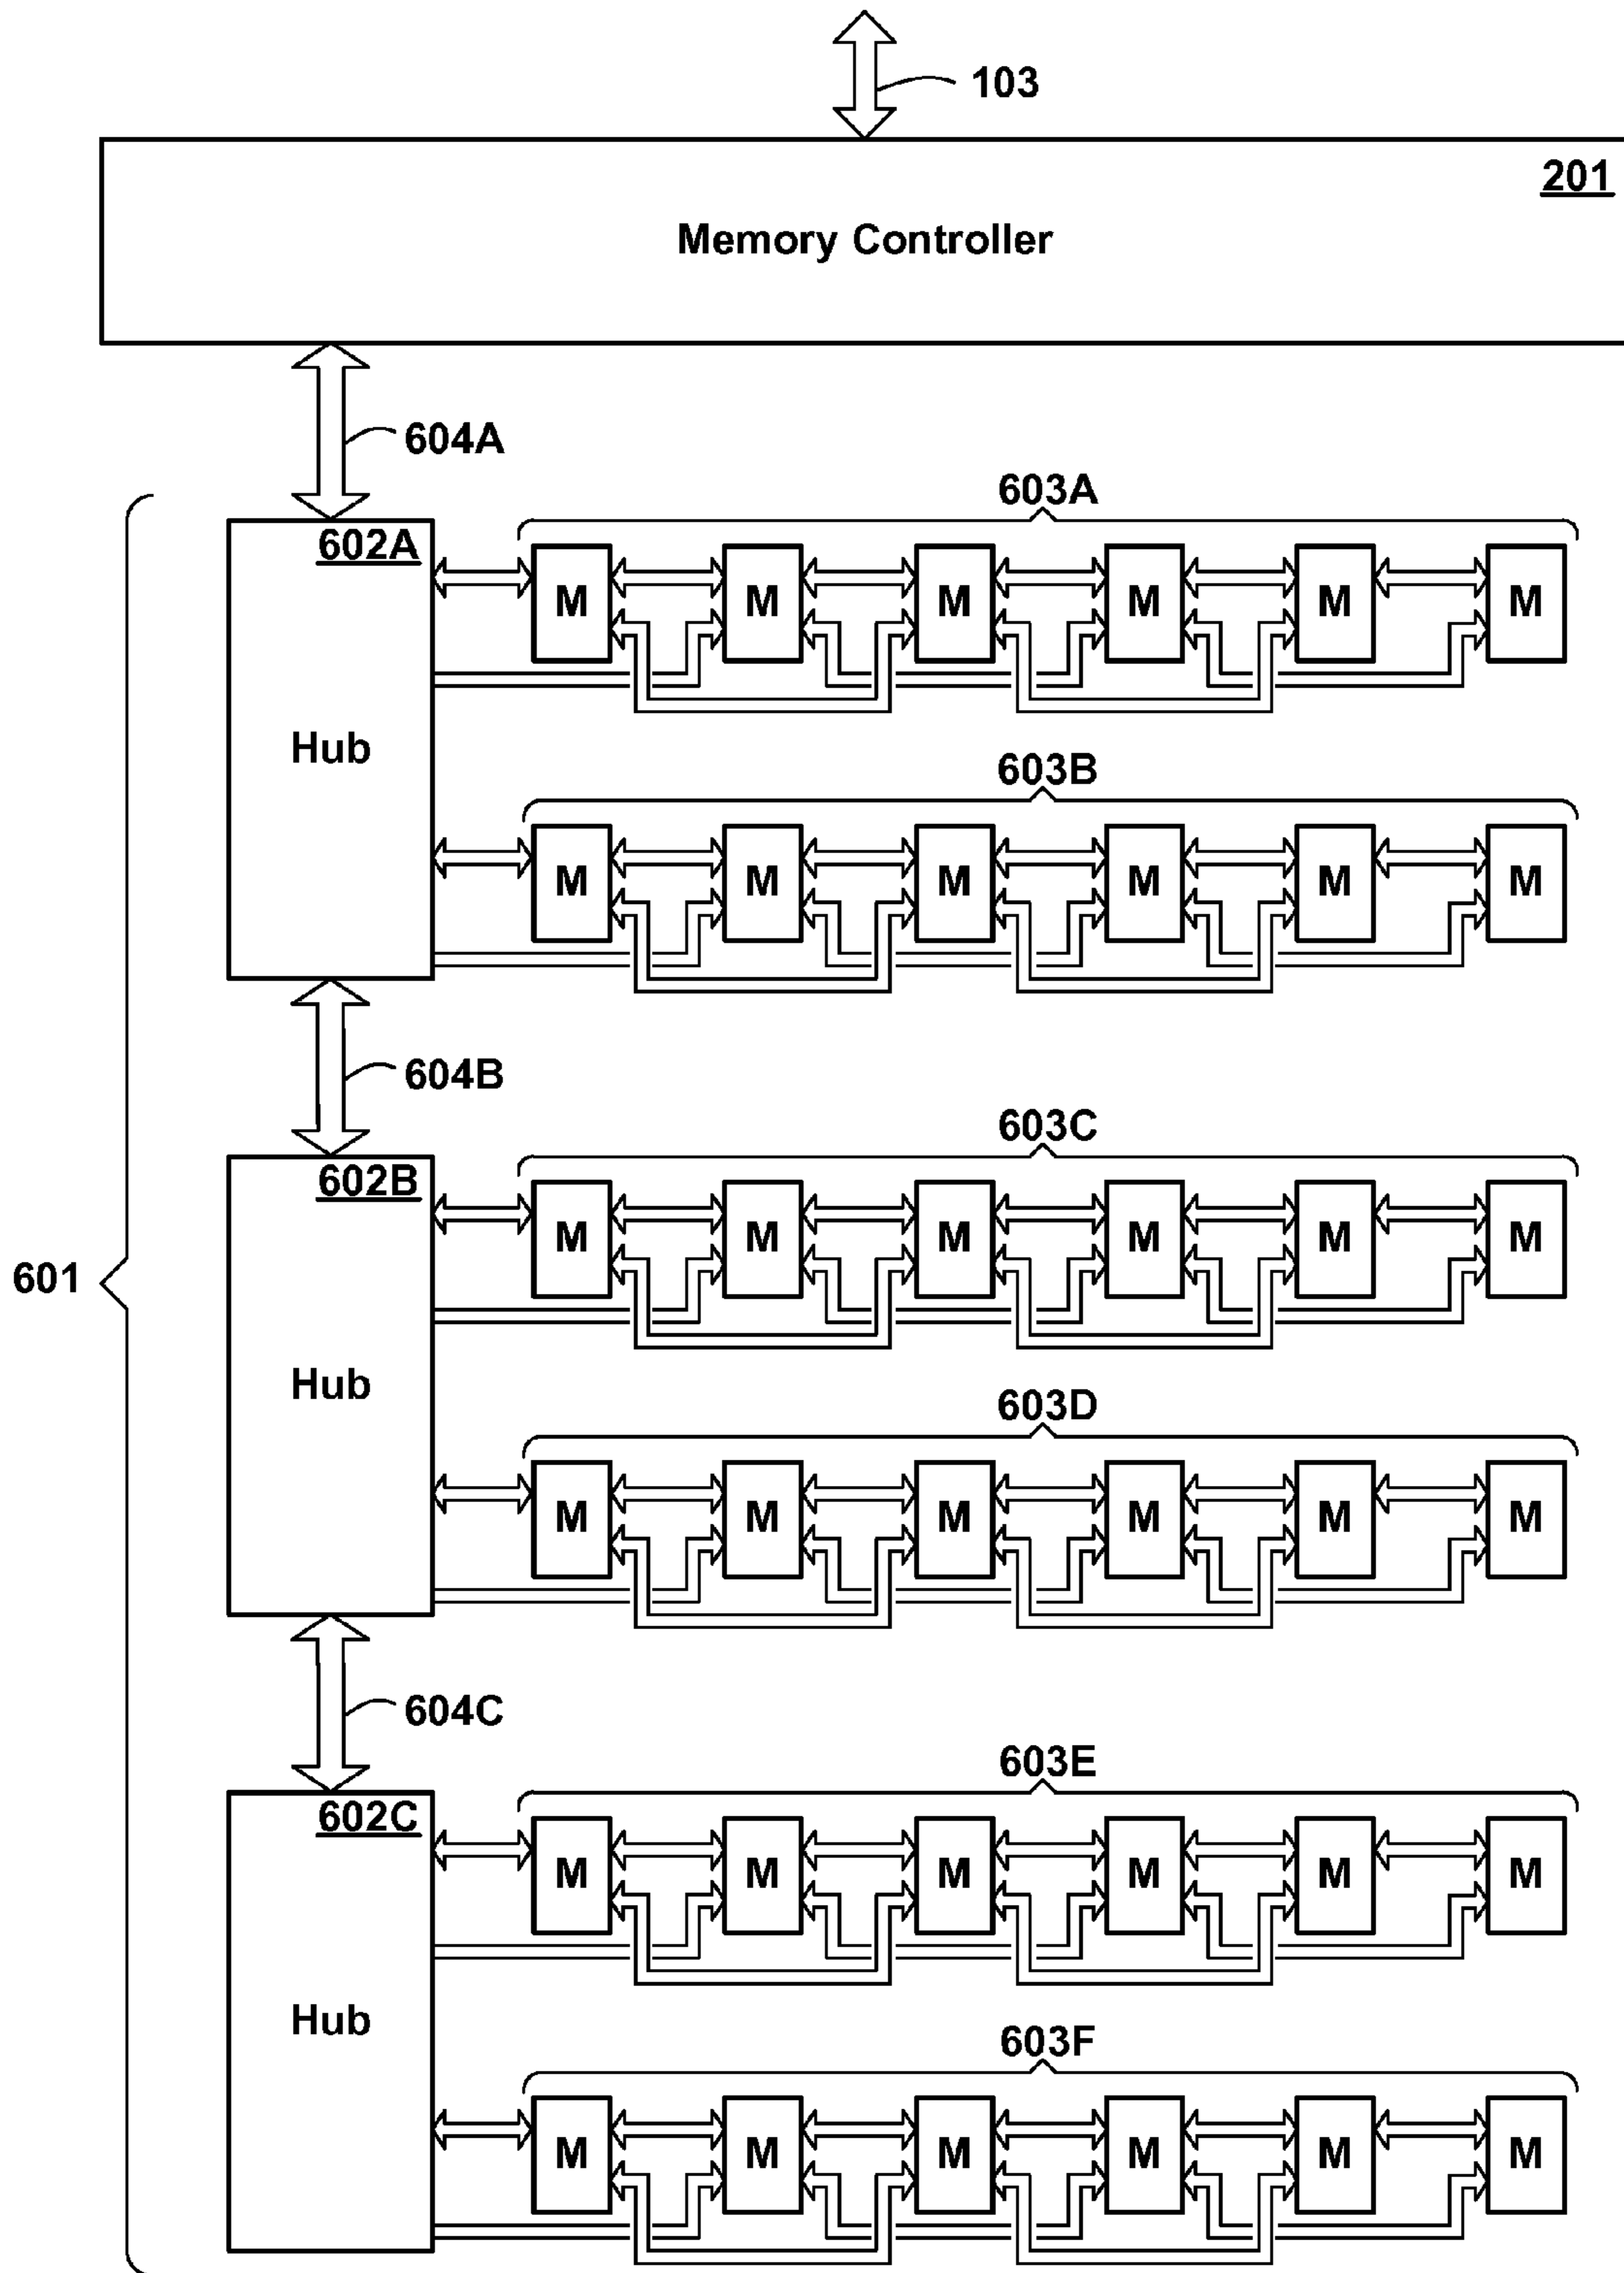 103
201
Memory Controller
604A
603A
602A
M M M M M M
Hub
603B
M M M M M M
604B
603C
602B
M M M M M M
601
Hub
603D
M M M M M M
604C
603E
602C
M M M M M M
Hub
603F
M M M M M M